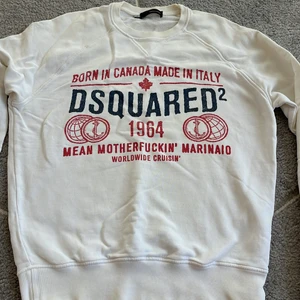 BORN IN CANADA MADE IN ITALY
DSQUARED²
1964
MEAN MOTHERFUCKIN' MARINAIO
WORLDWIDE CRUISIN'